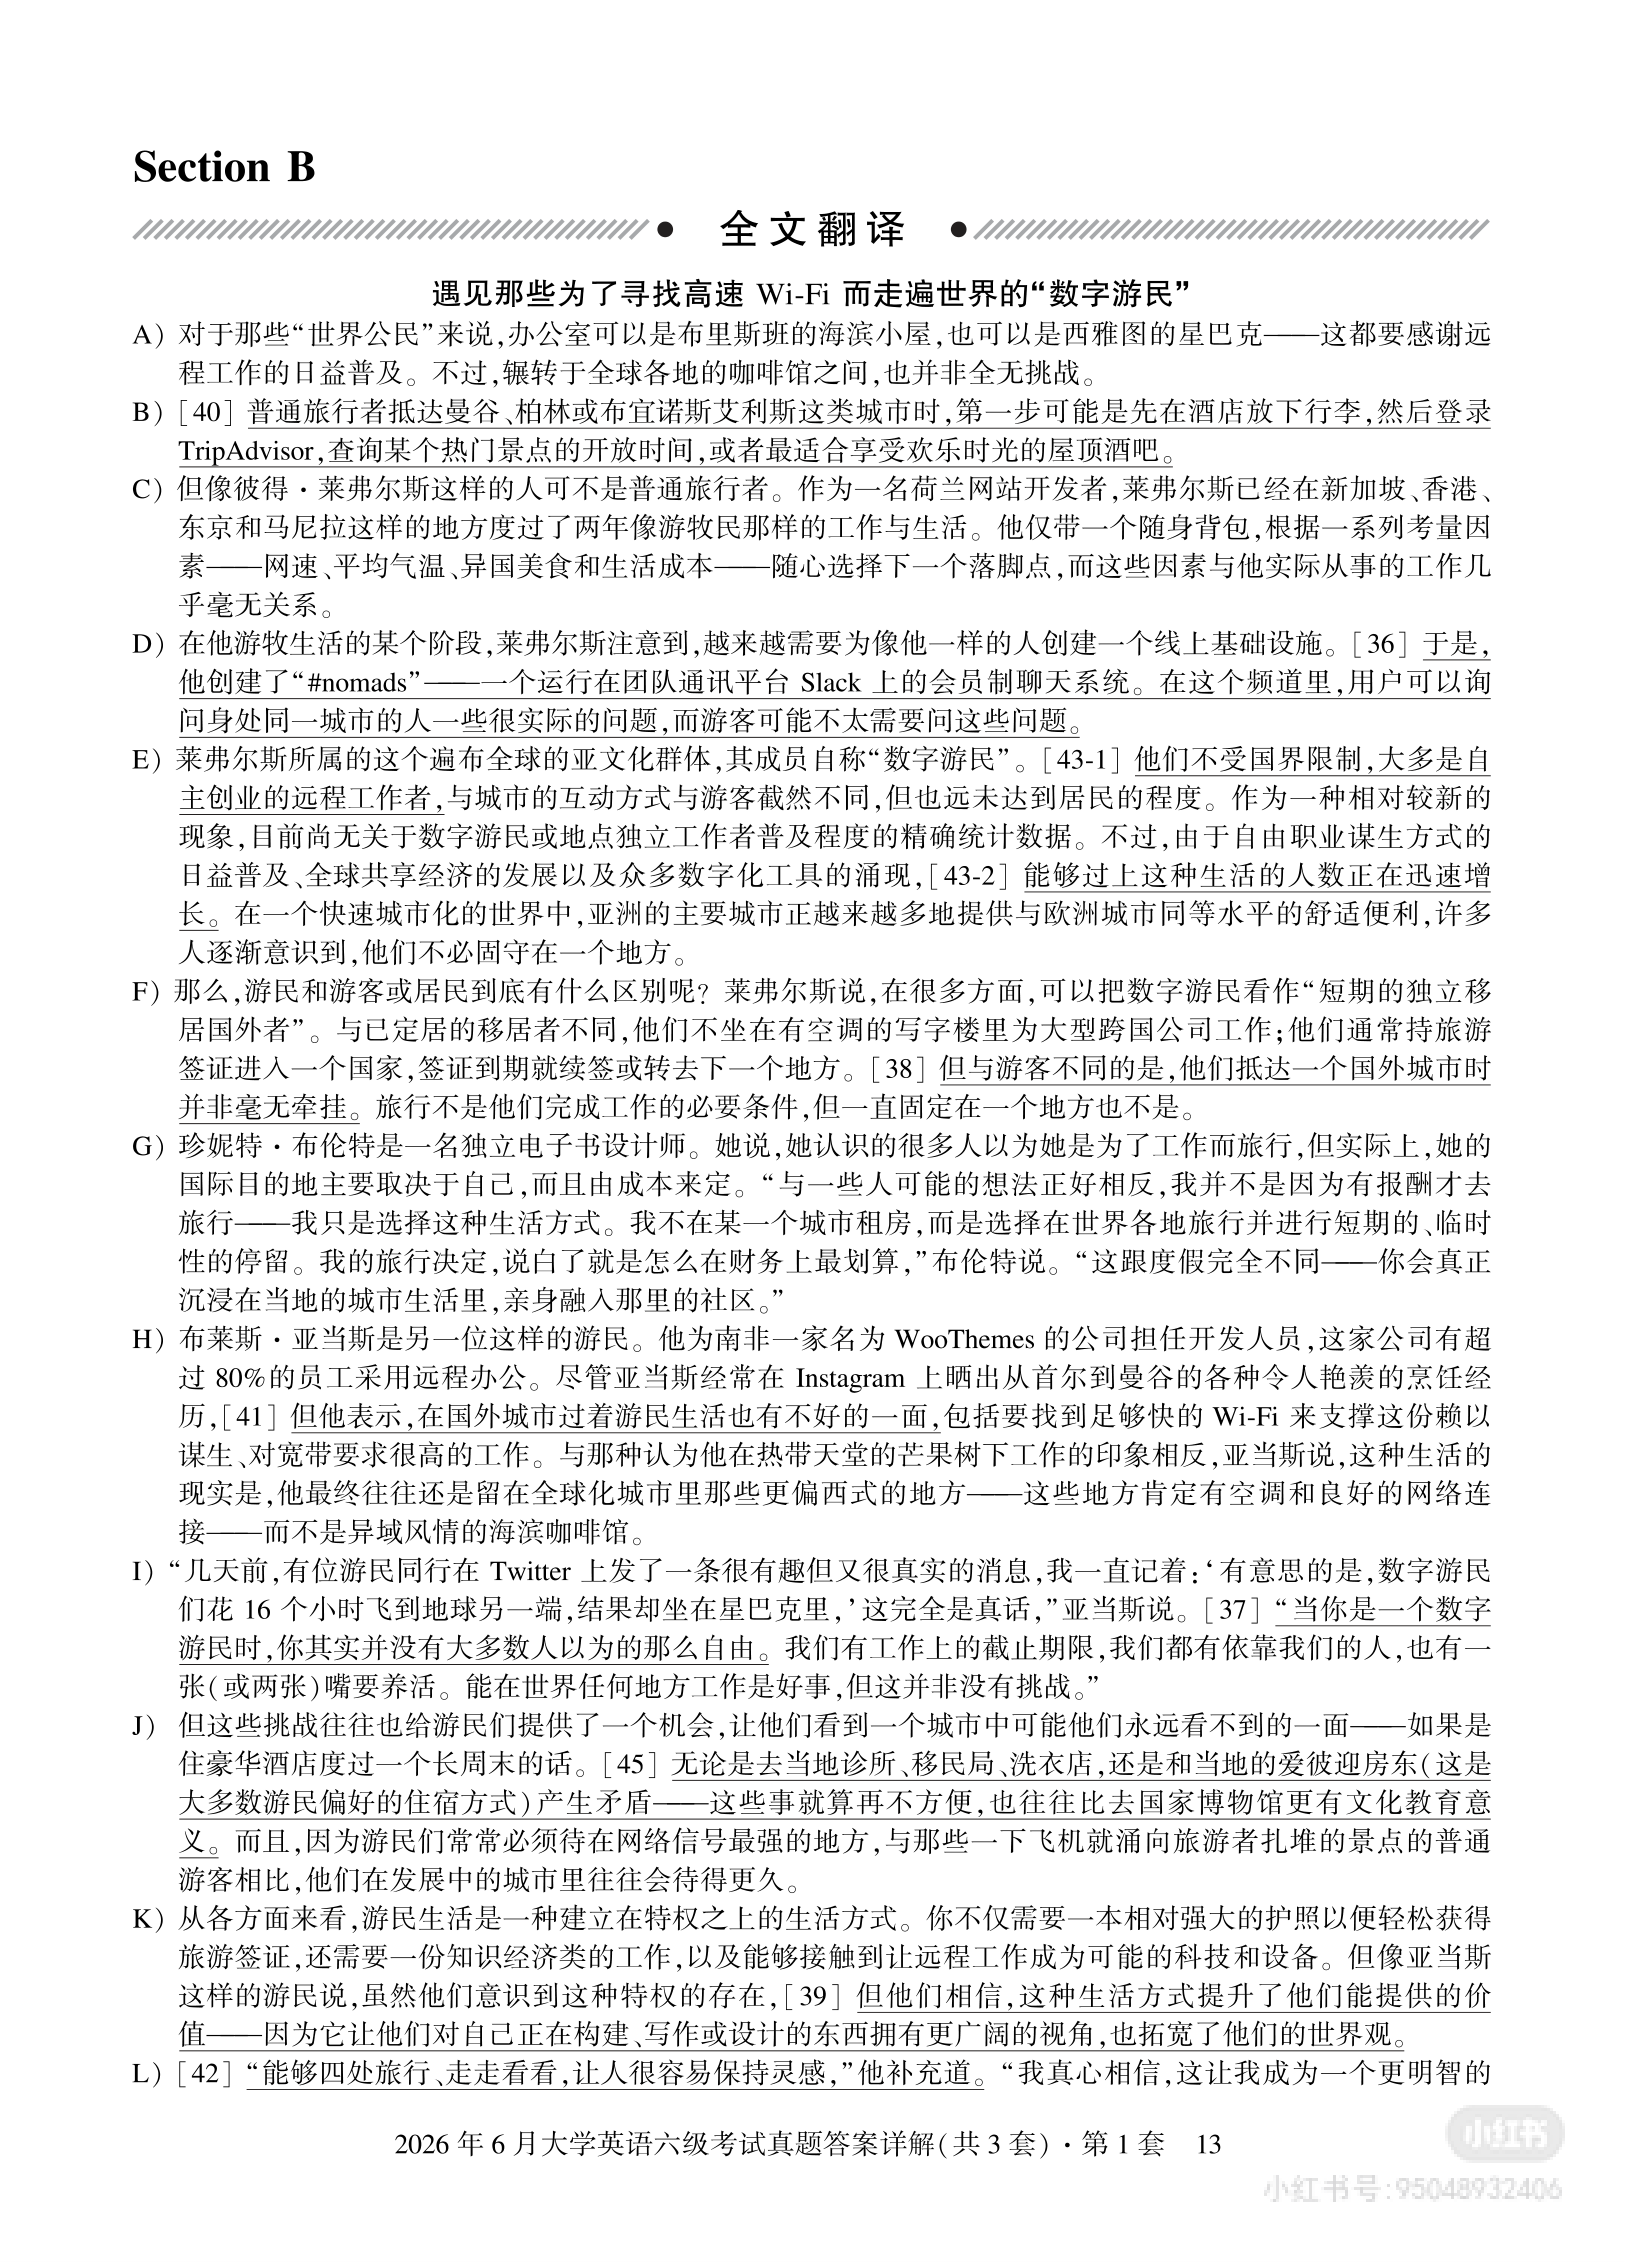 Section B
全文翻译
遇见那些为了寻找高速 Wi-Fi 而走遍世界的“数字游民”
A) 对于那些“世界公民”来说,办公室可以是布里斯班的海滨小屋,也可以是西雅图的星巴克——这都要感谢远
程工作的日益普及。不过,辗转于全球各地的咖啡馆之间,也并非全无挑战。
B) [40] 普通旅行者抵达曼谷、柏林或布宜诺斯艾利斯这类城市时,第一步可能是先在酒店放下行李,然后登录
TripAdvisor,查询某个热门景点的开放时间,或者最适合享受欢乐时光的屋顶酒吧。
C) 但像彼得·莱弗尔斯这样的人可不是普通旅行者。作为一名荷兰网站开发者,莱弗尔斯已经在新加坡、香港、
东京和马尼拉这样的地方度过了两年像游牧民那样的工作与生活。他仅带一个随身背包,根据一系列考量因
素——网速、平均气温、异国美食和生活成本——随心选择下一个落脚点,而这些因素与他实际从事的工作几
乎毫无关系。
D) 在他游牧生活的某个阶段,莱弗尔斯注意到,越来越需要为像他一样的人创建一个线上基础设施。[36] 于是,
他创建了“#nomads”——一个运行在团队通讯平台 Slack 上的会员制聊天系统。在这个频道里,用户可以询
问身处同一城市的人一些很实际的问题,而游客可能不太需要问这些问题。
E) 莱弗尔斯所属的这个遍布全球的亚文化群体,其成员自称“数字游民”。[43-1] 他们不受国界限制,大多是自
主创业的远程工作者,与城市的互动方式与游客截然不同,但也远未达到居民的程度。作为一种相对较新的
现象,目前尚无关于数字游民或地点独立工作者普及程度的精确统计数据。不过,由于自由职业谋生方式的
日益普及、全球共享经济的发展以及众多数字化工具的涌现,[43-2] 能够过上这种生活的人数正在迅速增
长。在一个快速城市化的世界中,亚洲的主要城市正越来越多地提供与欧洲城市同等水平的舒适便利,许多
人逐渐意识到,他们不必固守在一个地方。
F) 那么,游民和游客或居民到底有什么区别呢?莱弗尔斯说,在很多方面,可以把数字游民看作“短期的独立移
居国外者”。与已定居的移居者不同,他们不坐在有空调的写字楼里为大型跨国公司工作;他们通常持旅游
签证进入一个国家,签证到期就续签或转去下一个地方。[38] 但与游客不同的是,他们抵达一个国外城市时
并非毫无牵挂。旅行不是他们完成工作的必要条件,但一直固定在一个地方也不是。
G) 珍妮特·布伦特是一名独立电子书设计师。她说,她认识的很多人以为她是为了工作而旅行,但实际上,她的
国际目的地主要取决于自己,而且由成本来定。“与一些人可能的想法正好相反,我并不是因为有报酬才去
旅行——我只是选择这种生活方式。我不在某一个城市租房,而是选择在世界各地旅行并进行短期的、临时
性的停留。我的旅行决定,说白了就是怎么在财务上最划算,”布伦特说。“这跟度假完全不同——你会真正
沉浸在当地的城市生活里,亲身融入那里的社区。”
H) 布莱斯·亚当斯是另一位这样的游民。他为南非一家名为 WooThemes 的公司担任开发人员,这家公司有超
过 80%的员工采用远程办公。尽管亚当斯经常在 Instagram 上晒出从首尔到曼谷的各种令人艳羡的烹饪经
历,[41] 但他表示,在国外城市过着游民生活也有不好的一面,包括要找到足够快的 Wi-Fi 来支撑这份赖以
谋生、对宽带要求很高的工作。与那种认为他在热带天堂的芒果树下工作的印象相反,亚当斯说,这种生活的
现实是,他最终往往还是留在全球化城市里那些更偏西式的地方——这些地方肯定有空调和良好的网络连
接——而不是异域风情的海滨咖啡馆。
I) “几天前,有位游民同行在 Twitter 上发了一条很有趣但又很真实的消息,我一直记着:‘有意思的是,数字游民
们花 16 个小时飞到地球另一端,结果却坐在星巴克里,’这完全是真话,”亚当斯说。[37] “当你是一个数字
游民时,你其实并没有大多数人以为的那么自由。我们有工作上的截止期限,我们都有依靠我们的人,也有一
张(或两张)嘴要养活。能在世界任何地方工作是好事,但这并非没有挑战。”
J) 但这些挑战往往也给游民们提供了一个机会,让他们看到一个城市中可能他们永远看不到的一面——如果是
住豪华酒店度过一个长周末的话。[45] 无论是去当地诊所、移民局、洗衣店,还是和当地的爱彼迎房东(这是
大多数游民偏好的住宿方式)产生矛盾——这些事就算再不方便,也往往比去国家博物馆更有文化教育意
义。而且,因为游民们常常必须待在网络信号最强的地方,与那些一下飞机就涌向旅游者扎堆的景点的普通
游客相比,他们在发展中的城市里往往会待得更久。
K) 从各方面来看,游民生活是一种建立在特权之上的生活方式。你不仅需要一本相对强大的护照以便轻松获得
旅游签证,还需要一份知识经济类的工作,以及能够接触到让远程工作成为可能的科技和设备。但像亚当斯
这样的游民说,虽然他们意识到这种特权的存在,[39] 但他们相信,这种生活方式提升了他们能提供的价
值——因为它让他们对自己正在构建、写作或设计的东西拥有更广阔的视角,也拓宽了他们的世界观。
L) [42] “能够四处旅行、走走看看,让人很容易保持灵感,”他补充道。“我真心相信,这让我成为一个更明智的
2026 年 6 月大学英语六级考试真题答案详解(共 3 套)·第 1 套 13
小红书
小红书号:95048932406